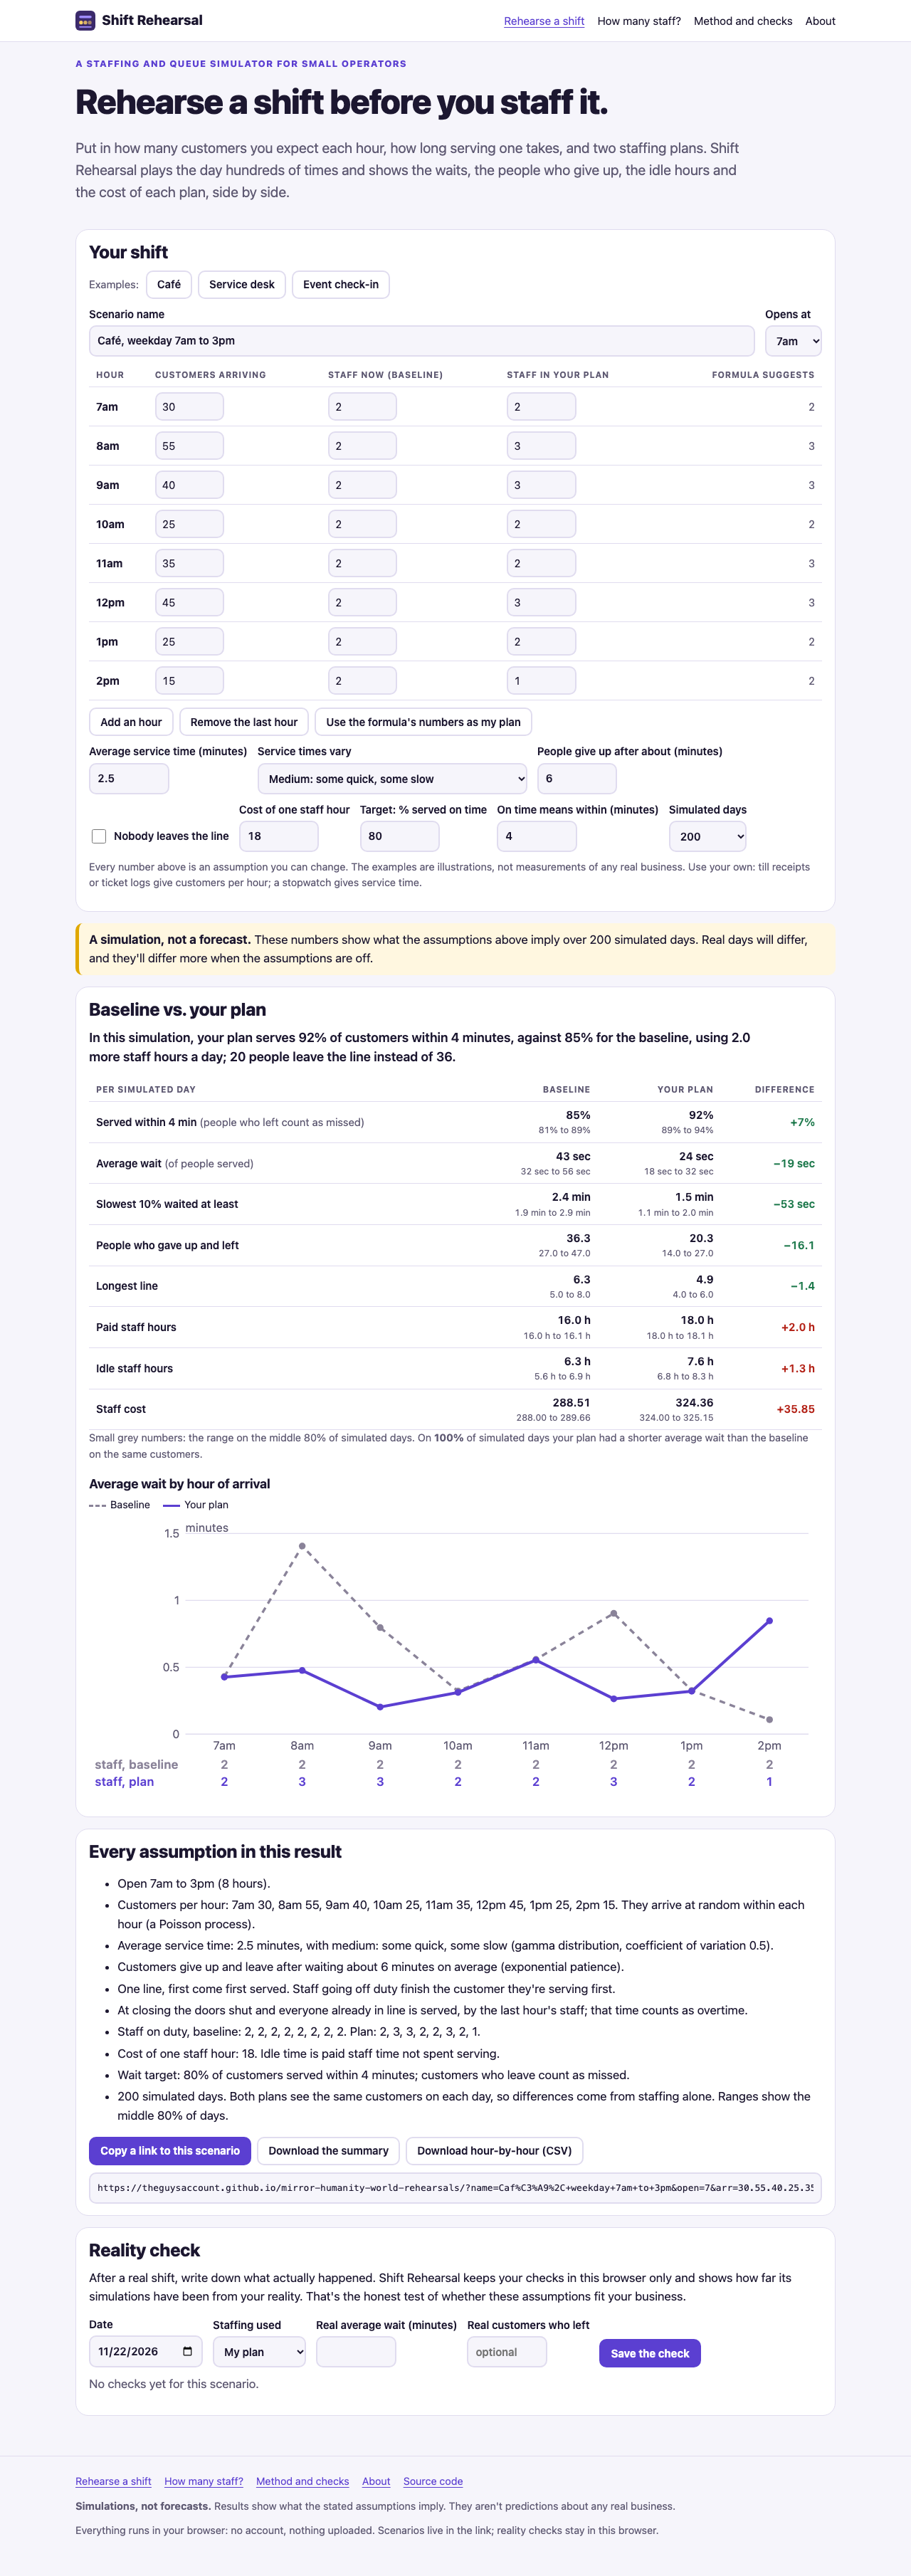 Shift Rehearsal
Rehearse a shift How many staff? Method and checks About
A STAFFING AND QUEUE SIMULATOR FOR SMALL OPERATORS
Rehearse a shift before you staff it.
Put in how many customers you expect each hour, how long serving one takes, and two staffing plans. Shift
Rehearsal plays the day hundreds of times and shows the waits, the people who give up, the idle hours and
the cost of each plan, side by side.
Your shift
Examples: Café Service desk Event check-in
Scenario name Opens at
Café, weekday 7am to 3pm 7am
HOUR CUSTOMERS ARRIVING STAFF NOW (BASELINE) STAFF IN YOUR PLAN FORMULA SUGGESTS
7am 30 2 2 2
8am 55 2 3 3
9am 40 2 3 3
10am 25 2 2 2
11am 35 2 2 3
12pm 45 2 3 3
1pm 25 2 2 2
2pm 15 2 1 2
Add an hour Remove the last hour Use the formula's numbers as my plan
Average service time (minutes) Service times vary People give up after about (minutes)
2.5 Medium: some quick, some slow 6
Cost of one staff hour Target: % served on time On time means within (minutes) Simulated days
Nobody leaves the line 18 80 4 200
Every number above is an assumption you can change. The examples are illustrations, not measurements of any real business. Use your own: till receipts
or ticket logs give customers per hour; a stopwatch gives service time.
A simulation, not a forecast. These numbers show what the assumptions above imply over 200 simulated days. Real days will differ,
and they'll differ more when the assumptions are off.
Baseline vs. your plan
In this simulation, your plan serves 92% of customers within 4 minutes, against 85% for the baseline, using 2.0
more staff hours a day; 20 people leave the line instead of 36.
PER SIMULATED DAY BASELINE YOUR PLAN DIFFERENCE
Served within 4 min (people who left count as missed) 85% 92% +7%
81% to 89% 89% to 94%
Average wait (of people served) 43 sec 24 sec −19 sec
32 sec to 56 sec 18 sec to 32 sec
Slowest 10% waited at least 2.4 min 1.5 min −53 sec
1.9 min to 2.9 min 1.1 min to 2.0 min
People who gave up and left 36.3 20.3 −16.1
27.0 to 47.0 14.0 to 27.0
Longest line 6.3 4.9 −1.4
5.0 to 8.0 4.0 to 6.0
Paid staff hours 16.0 h 18.0 h +2.0 h
16.0 h to 16.1 h 18.0 h to 18.1 h
Idle staff hours 6.3 h 7.6 h +1.3 h
5.6 h to 6.9 h 6.8 h to 8.3 h
Staff cost 288.51 324.36 +35.85
288.00 to 289.66 324.00 to 325.15
Small grey numbers: the range on the middle 80% of simulated days. On 100% of simulated days your plan had a shorter average wait than the baseline
on the same customers.
Average wait by hour of arrival
Baseline Your plan
1.5 minutes
1
0.5
0
7am 8am 9am 10am 11am 12pm 1pm 2pm
staff, baseline 2 2 2 2 2 2 2 2
staff, plan 2 3 3 2 2 3 2 1
Every assumption in this result
• Open 7am to 3pm (8 hours).
• Customers per hour: 7am 30, 8am 55, 9am 40, 10am 25, 11am 35, 12pm 45, 1pm 25, 2pm 15. They arrive at random within each
hour (a Poisson process).
• Average service time: 2.5 minutes, with medium: some quick, some slow (gamma distribution, coefficient of variation 0.5).
• Customers give up and leave after waiting about 6 minutes on average (exponential patience).
• One line, first come first served. Staff going off duty finish the customer they're serving first.
• At closing the doors shut and everyone already in line is served, by the last hour's staff; that time counts as overtime.
• Staff on duty, baseline: 2, 2, 2, 2, 2, 2, 2, 2. Plan: 2, 3, 3, 2, 2, 3, 2, 1.
• Cost of one staff hour: 18. Idle time is paid staff time not spent serving.
• Wait target: 80% of customers served within 4 minutes; customers who leave count as missed.
• 200 simulated days. Both plans see the same customers on each day, so differences come from staffing alone. Ranges show the
middle 80% of days.
Copy a link to this scenario Download the summary Download hour-by-hour (CSV)
https://theguysaccount.github.io/mirror-humanity-world-rehearsals/?name=Caf%C3%A9%2C+weekday+7am+to+3pm&open=7&arr=30.55.40.25.35
Reality check
After a real shift, write down what actually happened. Shift Rehearsal keeps your checks in this browser only and shows how far its
simulations have been from your reality. That's the honest test of whether these assumptions fit your business.
Date Staffing used Real average wait (minutes) Real customers who left
11/22/2026 My plan optional Save the check
No checks yet for this scenario.
Rehearse a shift How many staff? Method and checks About Source code
Simulations, not forecasts. Results show what the stated assumptions imply. They aren't predictions about any real business.
Everything runs in your browser: no account, nothing uploaded. Scenarios live in the link; reality checks stay in this browser.